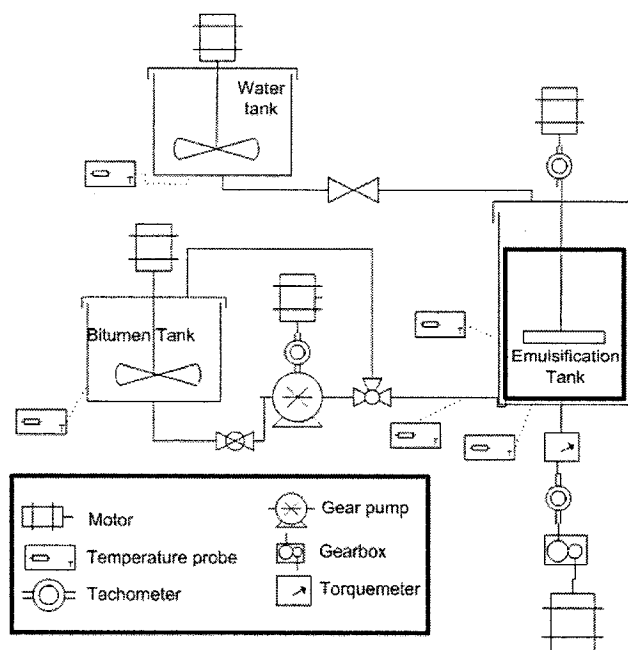 Water
tank
T
Bitumen Tank
T
T
Emulsification
Tank
T
T
Motor
Gear pump
T
Temperature probe
Gearbox
Tachometer
Torquemeter